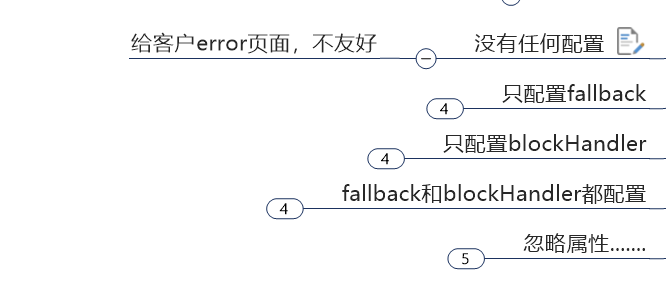 给客户error页面，不友好
没有任何配置
只配置fallback
4
只配置blockHandler
4
fallback和blockHandler都配置
4
忽略属性.......
5